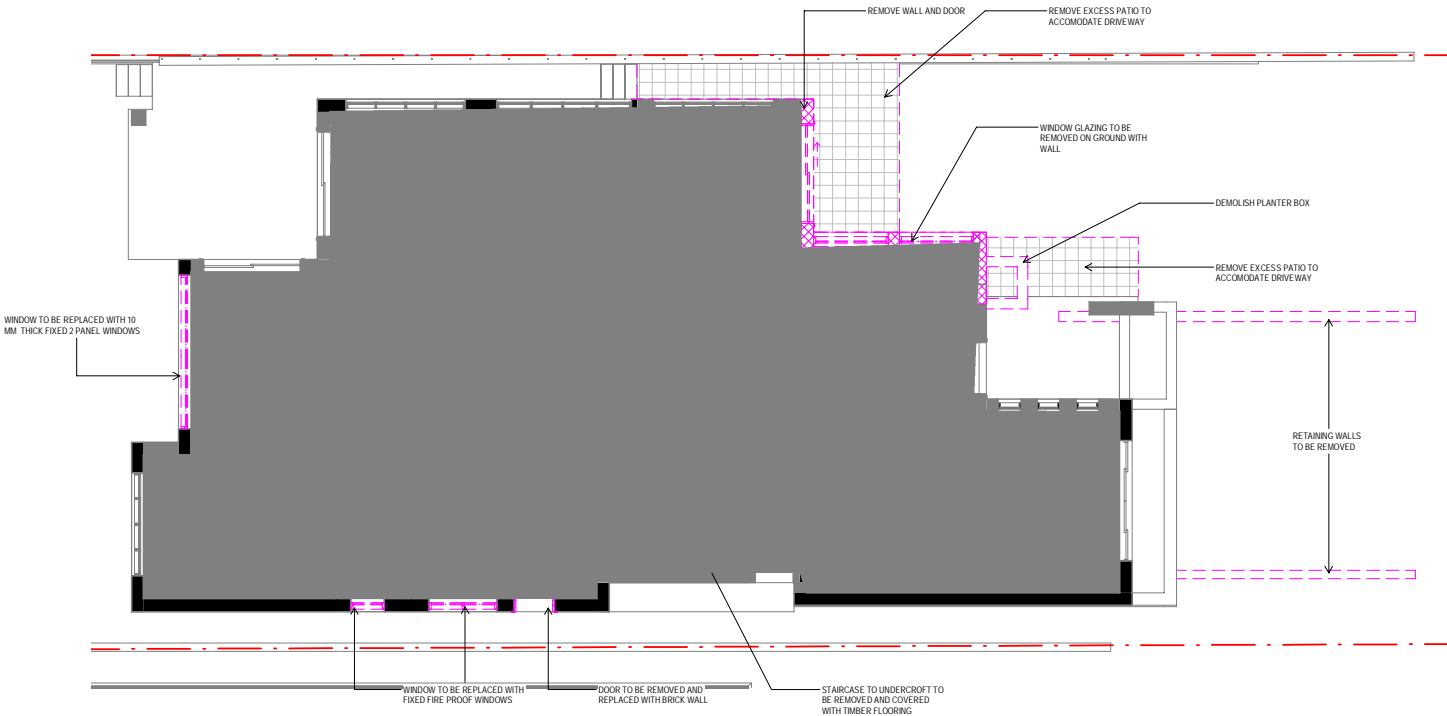 REMOVE WALL AND DOOR
REMOVE EXCESS PATIO TO
ACCOMODATE DRIVEWAY
WINDOW GLAZING TO BE
REMOVED ON GROUND WITH
WALL
DEMOLISH PLANTER BOX
REMOVE EXCESS PATIO TO
ACCOMODATE DRIVEWAY
WINDOW TO BE REPLACED WITH 10
MM THICK FIXED 2 PANEL WINDOWS
RETAINING WALLS
TO BE REMOVED
WINDOW TO BE REPLACED WITH
FIXED FIRE PROOF WINDOWS
DOOR TO BE REMOVED AND
REPLACED WITH BRICK WALL
STAIRCASE TO UNDERCROFT TO
BE REMOVED AND COVERED
WITH TIMBER FLOORING